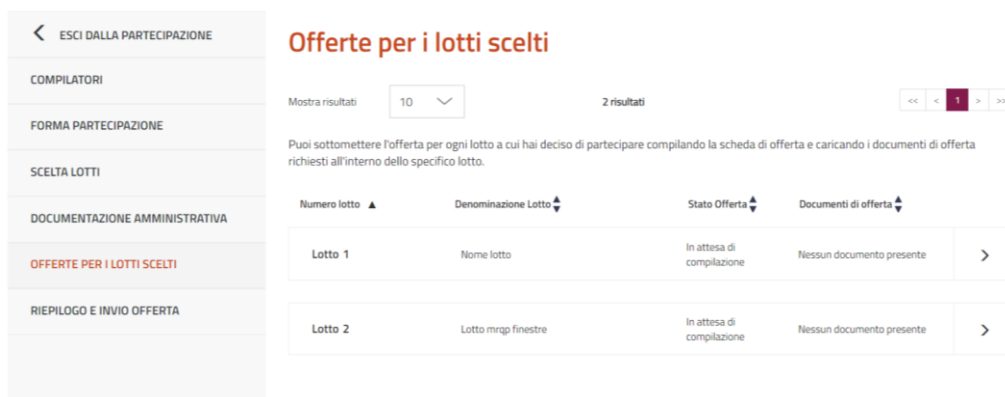 ESCI DALLA PARTECIPAZIONE
COMPILATORI
FORMA PARTECIPAZIONE
SCELTA LOTTI
DOCUMENTAZIONE AMMINISTRATIVA
OFFERTE PER I LOTTI SCELTI
RIEPILOGO E INVIO OFFERTA
Offerte per i lotti scelti
Mostra risultati 10 2 risultati << < 1 > >>
Puoi sottomettere l'offerta per ogni lotto a cui hai deciso di partecipare compilando la scheda di offerta e caricando i documenti di offerta
richiesti all'interno dello specifico lotto.
Numero lotto ▲ Denominazione Lotto Stato Offerta Documenti di offerta
Lotto 1 Nome lotto In attesa di
compilazione Nessun documento presente
Lotto 2 Lotto mrqp finestre In attesa di
compilazione Nessun documento presente